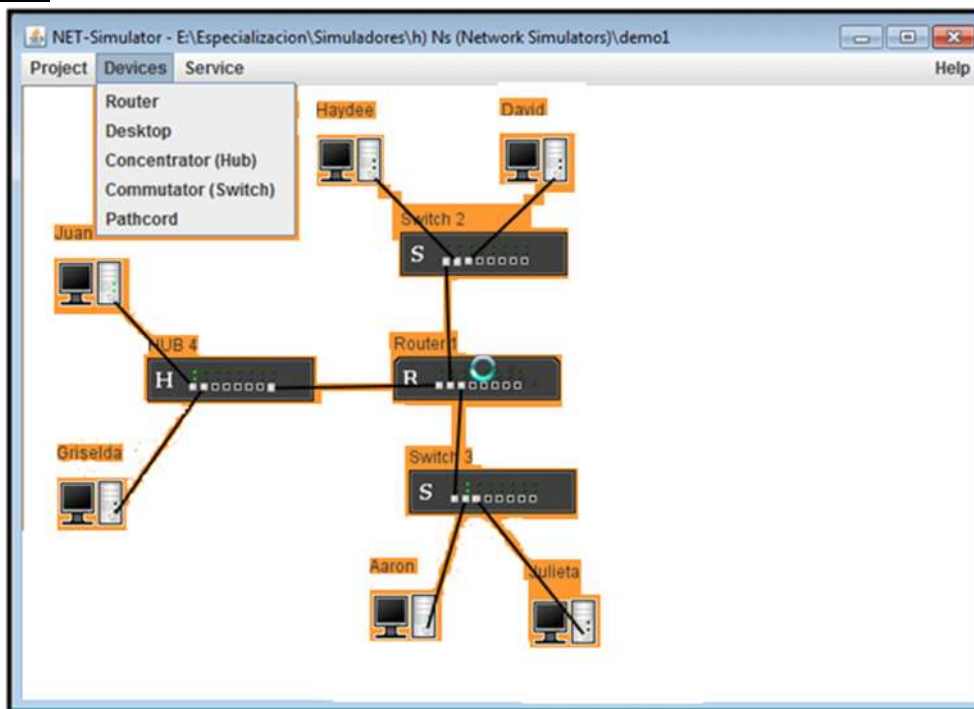 NET-Simulator - E:\Especializacion\Simuladores\h) Ns (Network Simulators)\demo1
Project Devices Service Help
Router
Desktop
Concentrator (Hub)
Commutator (Switch)
Pathcord
Haydee
David
Juan
Switch 2
S
HUB 4
H
Router 1
R
Griselda
Switch 3
S
Aaron
Julieta